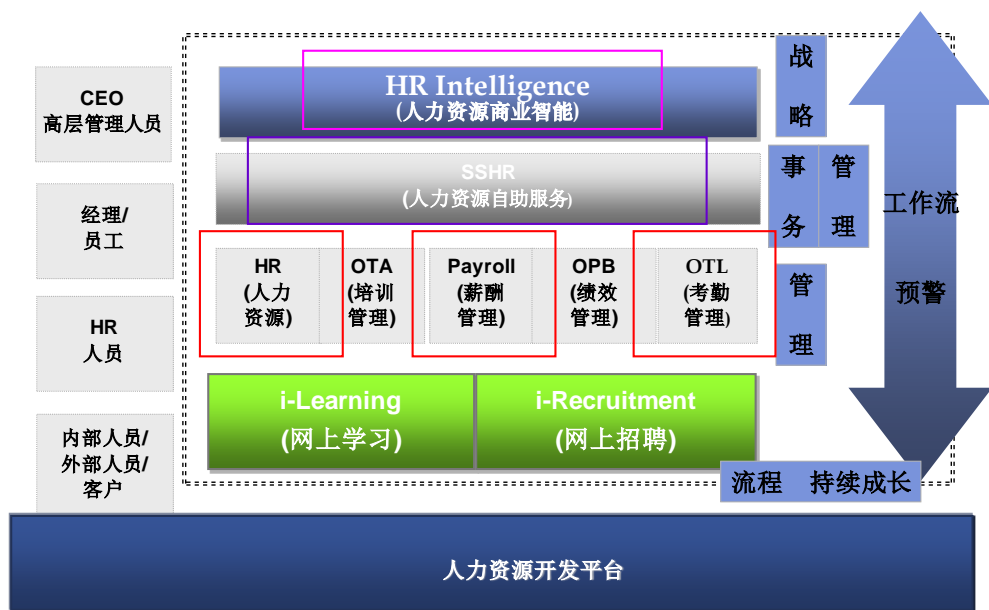 CEO
高层管理人员
经理/
员工
HR
人员
内部人员/
外部人员/
客户
HR Intelligence
(人力资源商业智能)
SSHR
(人力资源自助服务)
HR
(人力
资源)
OTA
(培训
管理)
Payroll
(薪酬
管理)
OPB
(绩效
管理)
OTL
(考勤
管理)
i-Learning
(网上学习)
i-Recruitment
(网上招聘)
战
略
事
务
管
理
管
理
工作流
预警
流程 持续成长
人力资源开发平台